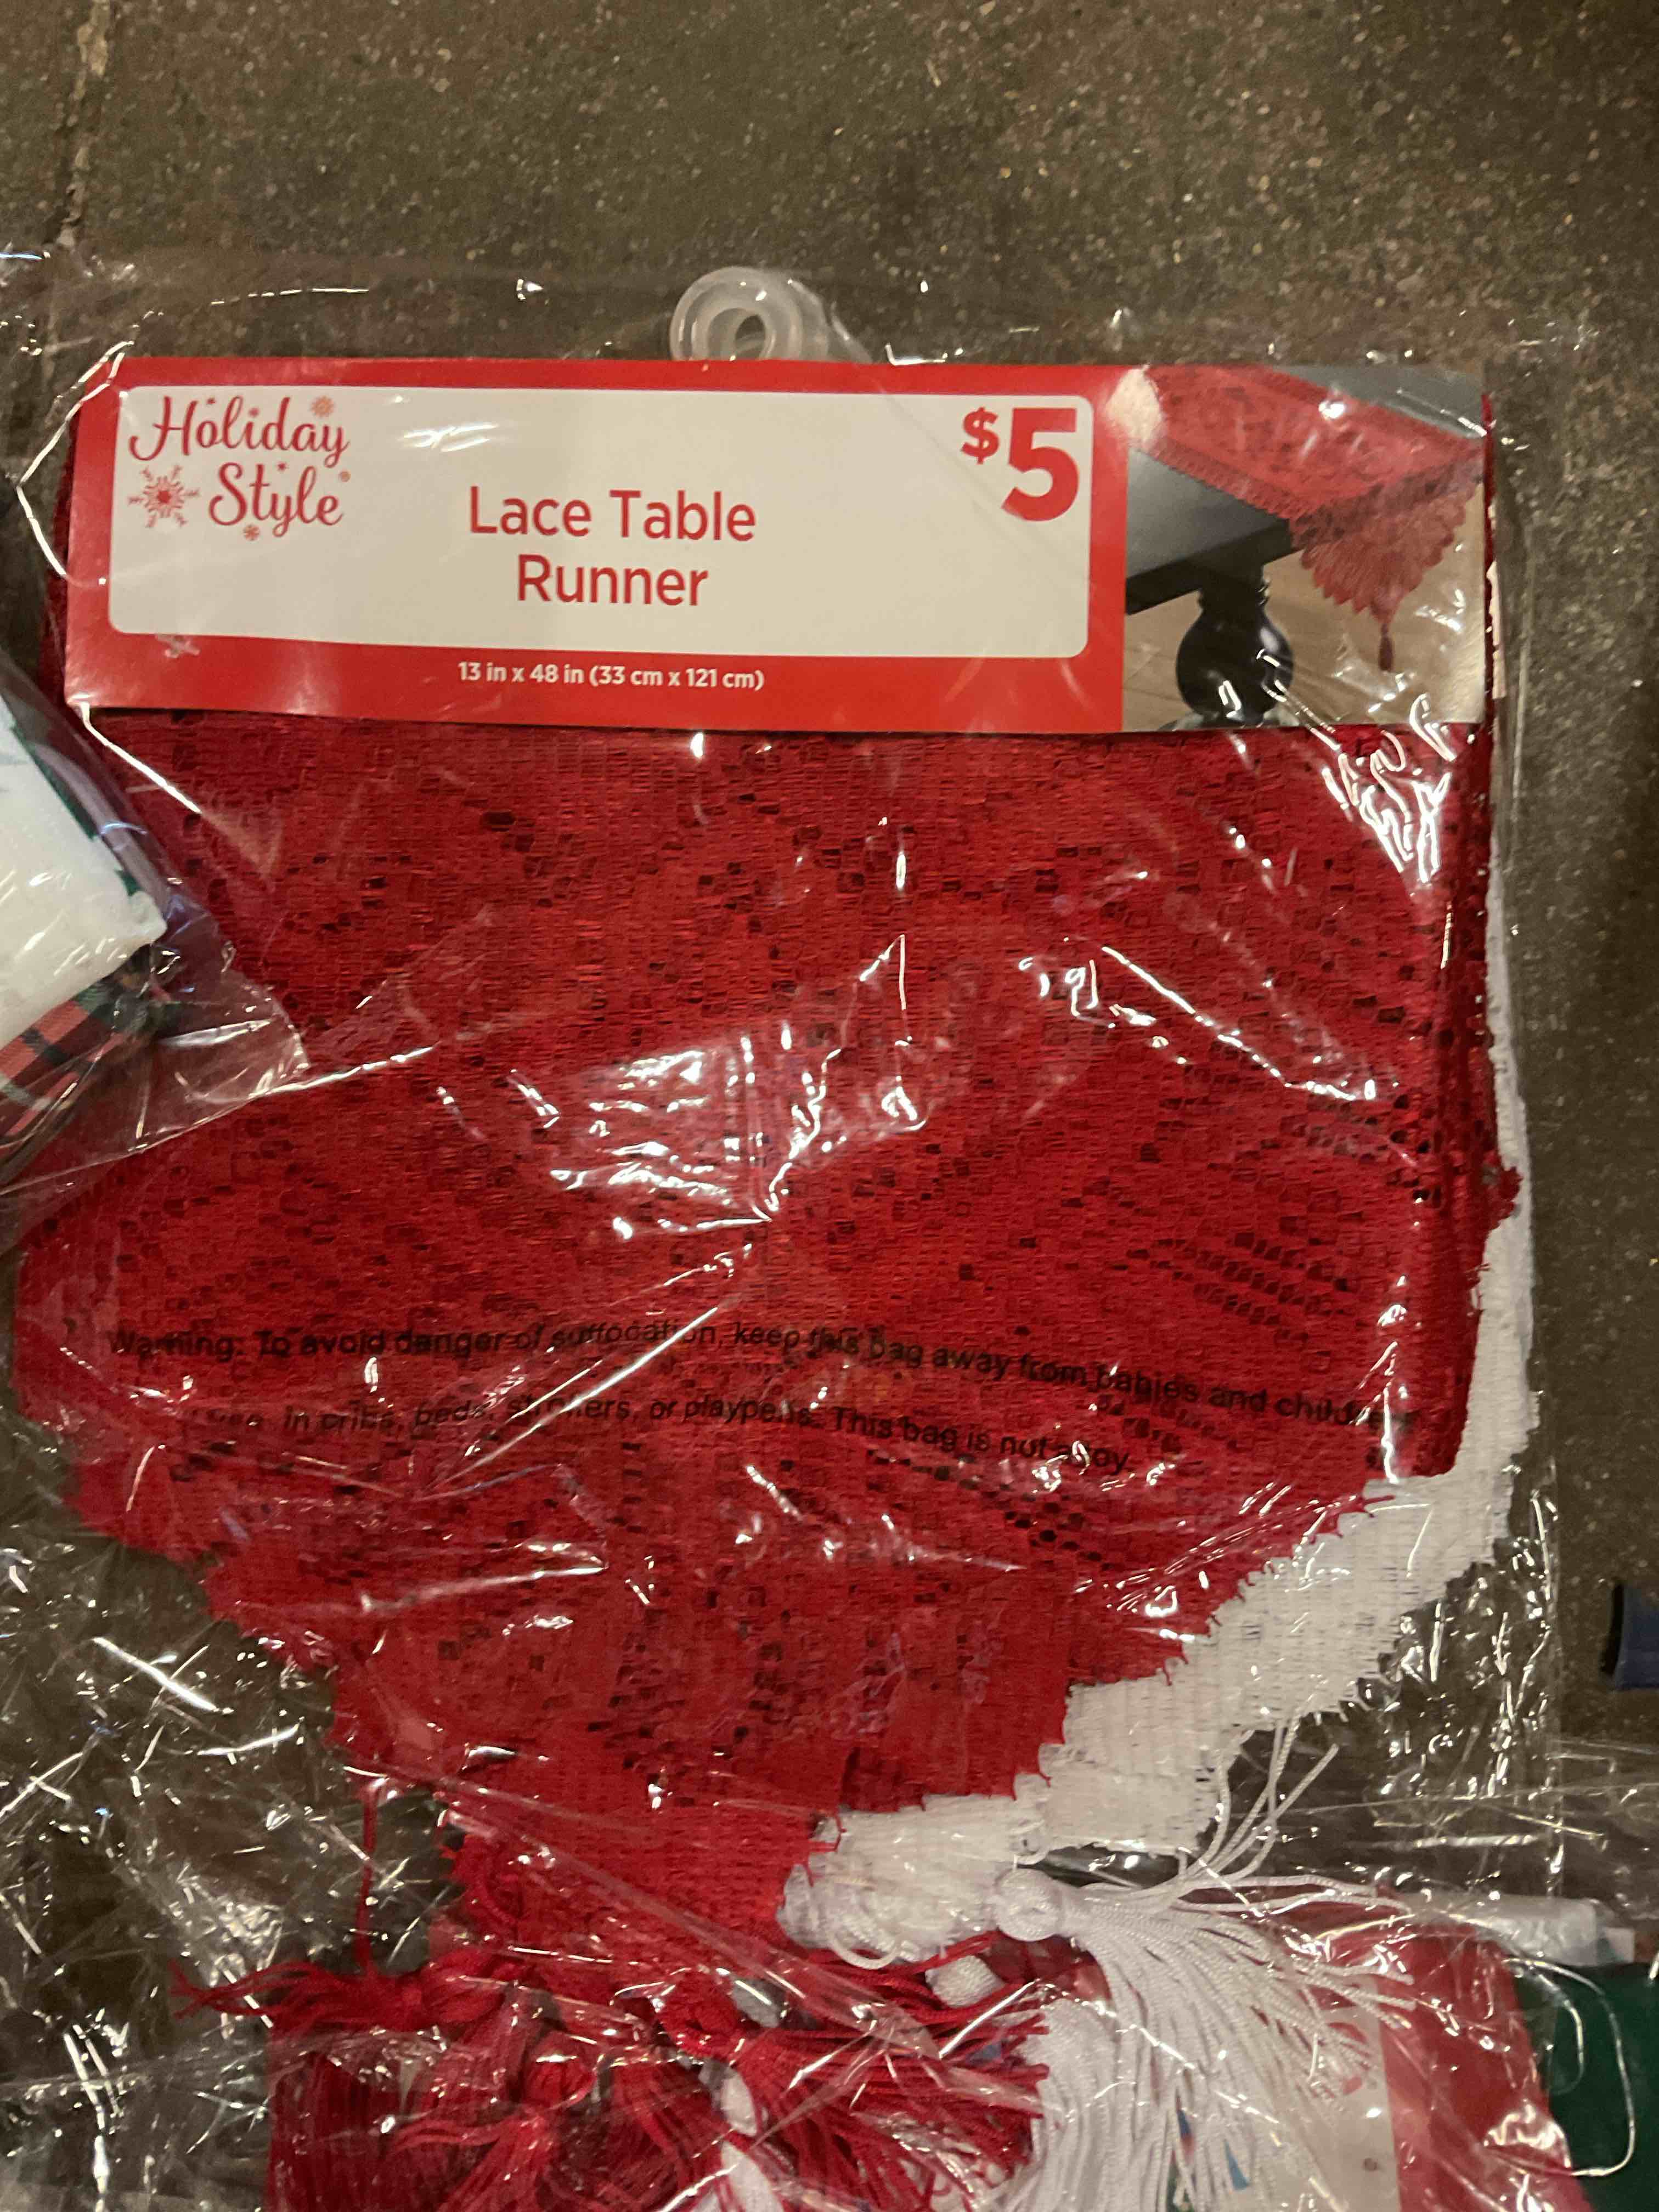 Holiday
Style®
$5
Lace Table
Runner
13 in x 48 in (33 cm x 121 cm)
Warning: To avoid danger of suffocation, keep this bag away from babies and children
in cribs, beds, strollers, or playpens. This bag is not a toy.